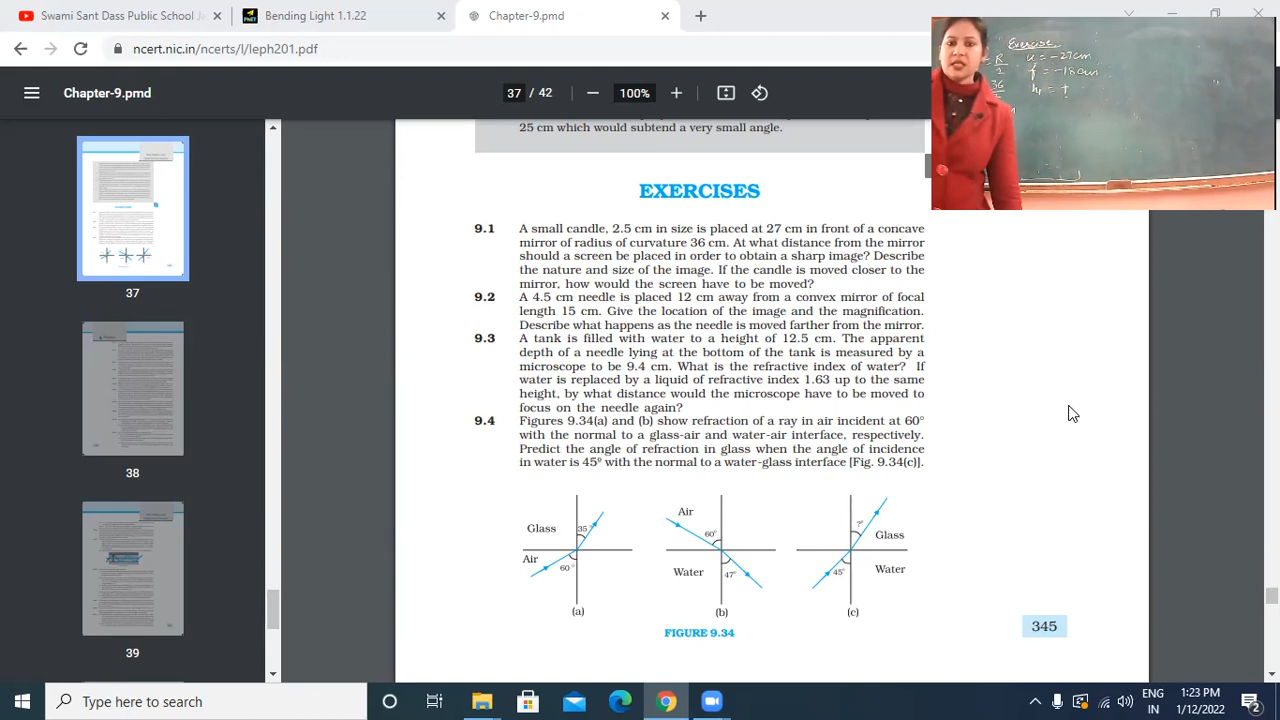 Swami Sant Dass Public School J
Bending Light 1.1.22
Chapter-9.pmd
ncert.nic.in/ncerts/l/leph201.pdf
Chapter-9.pmd
37 / 42
100%
Exercise
R
2
u = -27cm
f = -18cm
36
25 cm which would subtend a very small angle.
EXERCISES
9.1 A small candle, 2.5 cm in size is placed at 27 cm in front of a concave
mirror of radius of curvature 36 cm. At what distance from the mirror
should a screen be placed in order to obtain a sharp image? Describe
the nature and size of the image. If the candle is moved closer to the
mirror, how would the screen have to be moved?
9.2 A 4.5 cm needle is placed 12 cm away from a convex mirror of focal
length 15 cm. Give the location of the image and the magnification.
Describe what happens as the needle is moved farther from the mirror.
9.3 A tank is filled with water to a height of 12.5 cm. The apparent
depth of a needle lying at the bottom of the tank is measured by a
microscope to be 9.4 cm. What is the refractive index of water? If
water is replaced by a liquid of refractive index 1.63 up to the same
height, by what distance would the microscope have to be moved to
focus on the needle again?
9.4 Figures 9.34(a) and (b) show refraction of a ray in air incident at 60°
with the normal to a glass-air and water-air interface, respectively.
Predict the angle of refraction in glass when the angle of incidence
in water is 45° with the normal to a water-glass interface [Fig. 9.34(c)].
Glass
35°
Air
60°
(a)
Air
60°
Water
47°
(b)
?°
Glass
45°
Water
(c)
FIGURE 9.34
345
37
38
39
Type here to search
ENG
IN
1:23 PM
1/12/2022
2